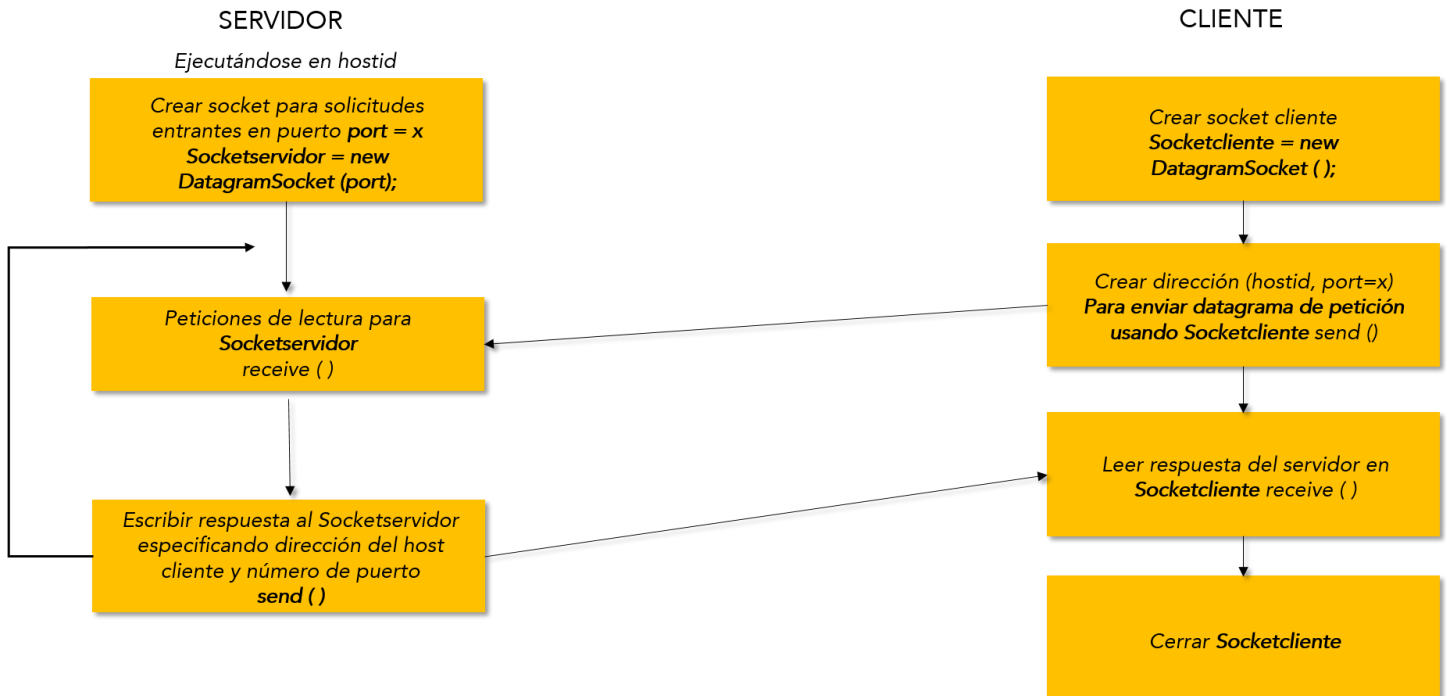 SERVIDOR
Ejecutándose en hostid
Crear socket para solicitudes
entrantes en puerto port = x
Socketservidor = new
DatagramSocket (port);
Peticiones de lectura para
Socketservidor
receive ( )
Escribir respuesta al Socketservidor
especificando dirección del host
cliente y número de puerto
send ( )
CLIENTE
Crear socket cliente
Socketcliente = new
DatagramSocket ( );
Crear dirección (hostid, port=x)
Para enviar datagrama de petición
usando Socketcliente send ()
Leer respuesta del servidor en
Socketcliente receive ( )
Cerrar Socketcliente